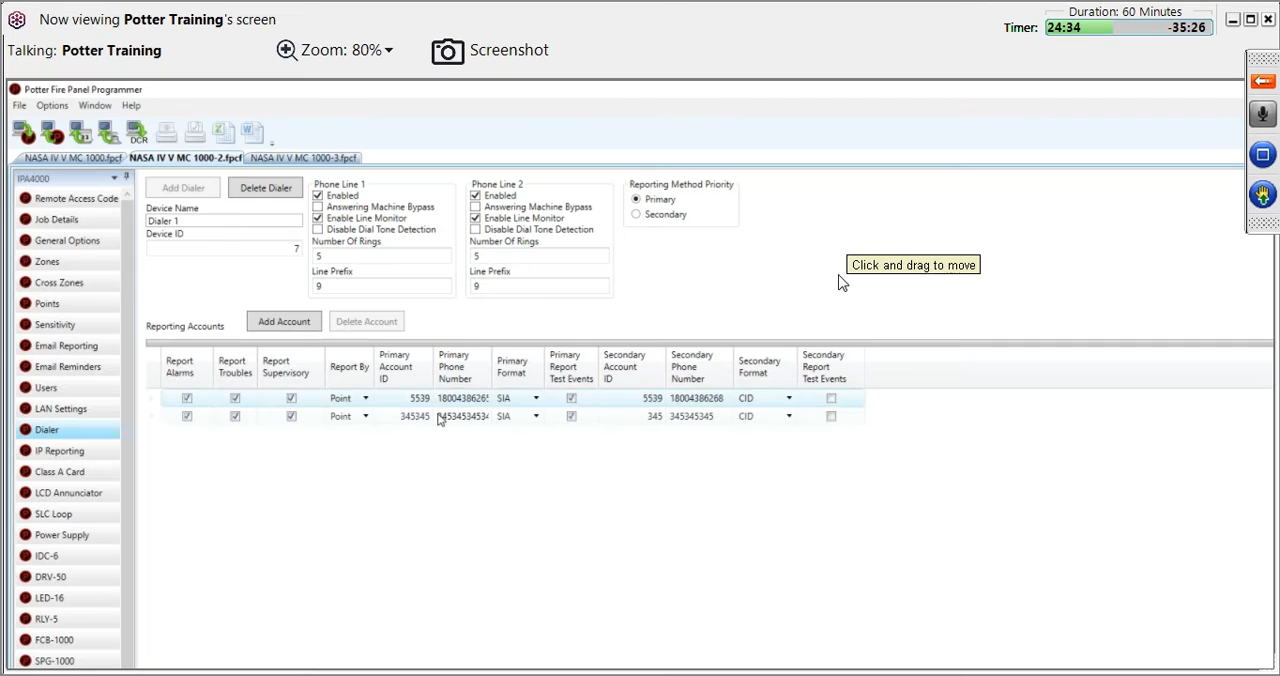 Now viewing Potter Training's screen
Duration: 60 Minutes
Timer: 24:34 -35:26
Talking: Potter Training
Zoom: 80%
Screenshot
Potter Fire Panel Programmer
File Options Window Help
DCR
NASA IV V MC 1000.fpcf NASA IV V MC 1000-2.fpcf NASA IV V MC 1000-3.fpcf
IPA4000
Remote Access Code
Job Details
General Options
Zones
Cross Zones
Points
Sensitivity
Email Reporting
Email Reminders
Users
LAN Settings
Dialer
IP Reporting
Class A Card
LCD Annunciator
SLC Loop
Power Supply
IDC-6
DRV-50
LED-16
RLY-5
FCB-1000
SPG-1000
Add Dialer Delete Dialer
Device Name
Dialer 1
Device ID
7
Phone Line 1
Enabled
Answering Machine Bypass
Enable Line Monitor
Disable Dial Tone Detection
Number Of Rings
5
Line Prefix
9
Phone Line 2
Enabled
Answering Machine Bypass
Enable Line Monitor
Disable Dial Tone Detection
Number Of Rings
5
Line Prefix
9
Reporting Method Priority
Primary
Secondary
Click and drag to move
Reporting Accounts Add Account Delete Account
Report Alarms Report Troubles Report Supervisory Report By Primary Account ID Primary Phone Number Primary Format Primary Report Test Events Secondary Account ID Secondary Phone Number Secondary Format Secondary Report Test Events
Point 5539 SIA 5539 18004386268 CID
Point 345345 SIA 345 345345345 CID